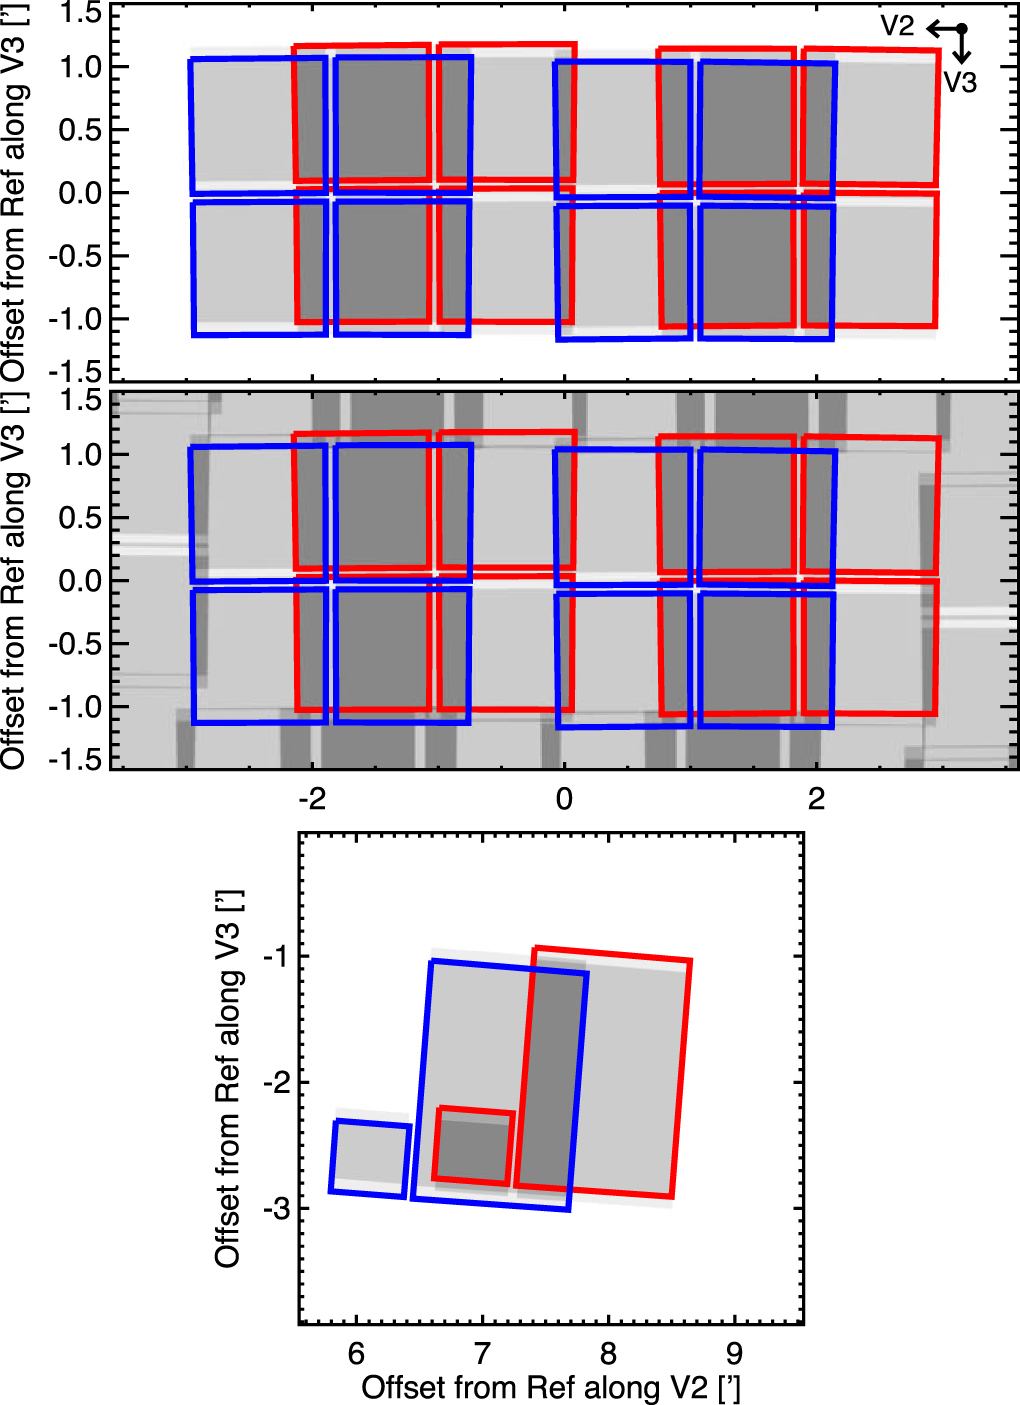 Offset from Ref along V3 [']
1.5
1.0
0.5
0.0
-0.5
-1.0
-1.5
V2
V3
Offset from Ref along V3 [']
1.5
1.0
0.5
0.0
-0.5
-1.0
-1.5
-2 0 2
Offset from Ref along V3 [']
-1
-2
-3
6 7 8 9
Offset from Ref along V2 [']